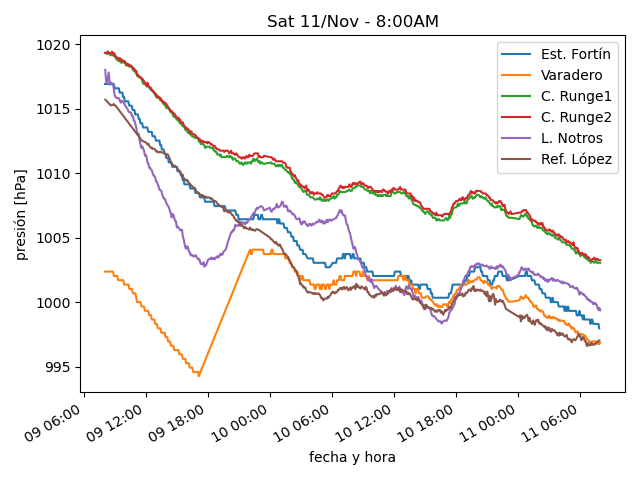 Sat 11/Nov - 8:00AM
1020
1015
1010
1005
1000
995
presión [hPa]
Est. Fortín
Varadero
C. Runge1
C. Runge2
L. Notros
Ref. López
09 06:00
09 12:00
09 18:00
10 00:00
10 06:00
10 12:00
10 18:00
11 00:00
11 06:00
fecha y hora